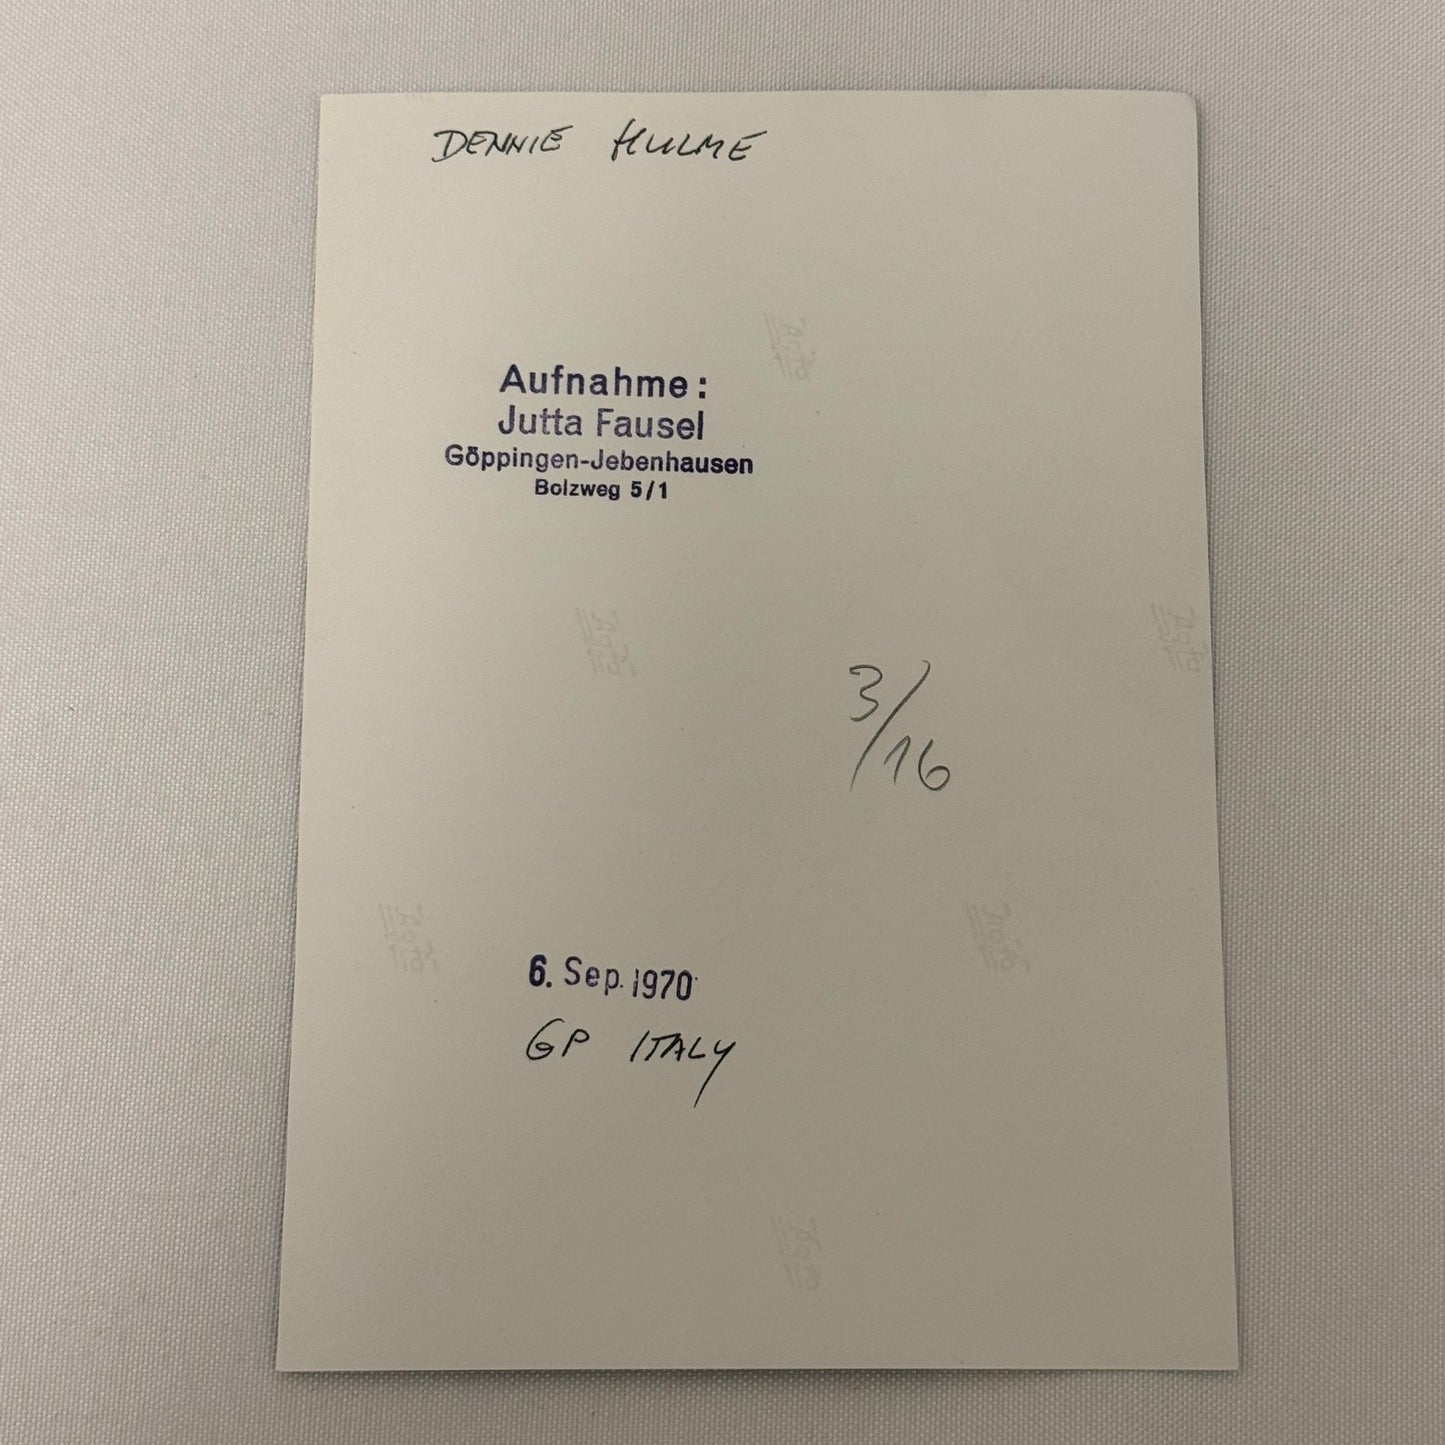 DENNIE HULME
Aufnahme:
Jutta Fausel
Göppingen-Jebenhausen
Bolzweg 5/1
3/16
6. Sep. 1970
GP ITALY